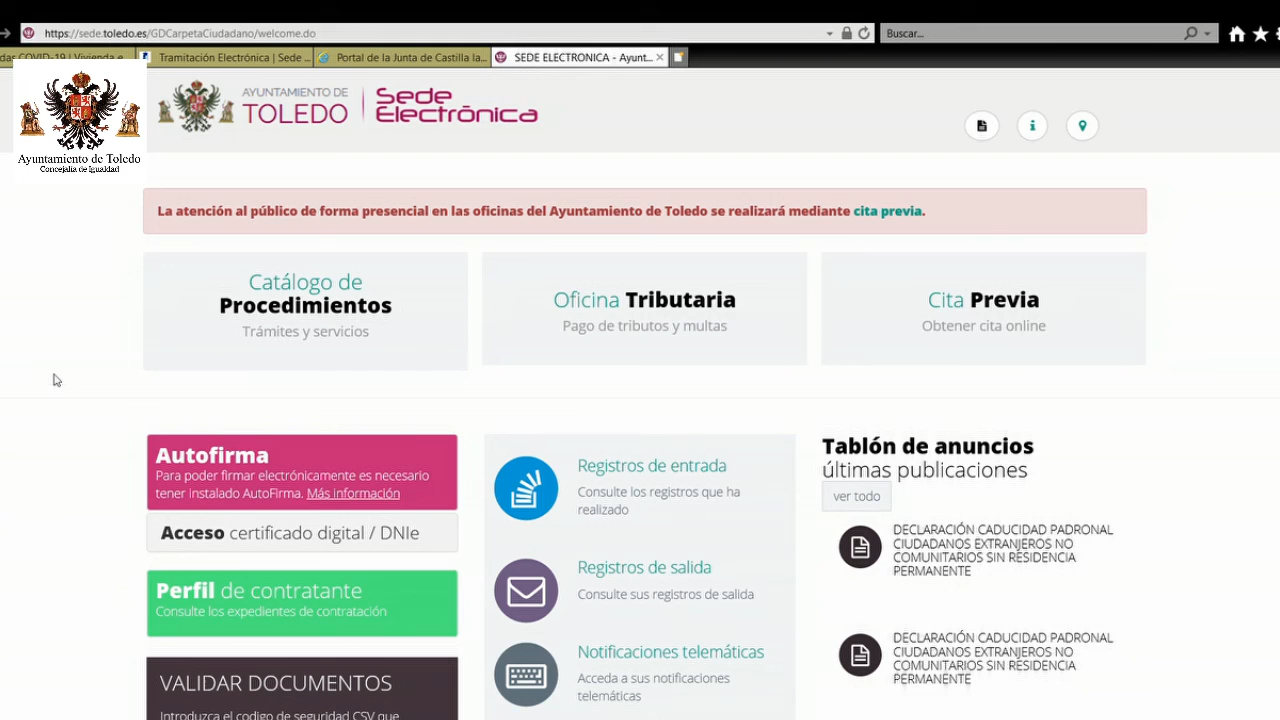 https://sede.toledo.es/GDCarpetaCiudadano/welcome.do
Buscar...
das COVID-19 | Vivienda e...
Tramitación Electrónica | Sede ...
Portal de la Junta de Castilla la...
SEDE ELECTRONICA - Ayunt...
Ayuntamiento de Toledo
Concejalía de Igualdad
AYUNTAMIENTO DE
TOLEDO
Sede
Electrónica
La atención al público de forma presencial en las oficinas del Ayuntamiento de Toledo se realizará mediante cita previa.
Catálogo de
Procedimientos
Trámites y servicios
Oficina Tributaria
Pago de tributos y multas
Cita Previa
Obtener cita online
Autofirma
Para poder firmar electrónicamente es necesario
tener instalado AutoFirma. Más información
Acceso certificado digital / DNIe
Perfil de contratante
Consulte los expedientes de contratación
VALIDAR DOCUMENTOS
Introduzca el codigo de seguridad CSV que
Registros de entrada
Consulte los registros que ha
realizado
Registros de salida
Consulte sus registros de salida
Notificaciones telemáticas
Acceda a sus notificaciones
telemáticas
Tablón de anuncios
últimas publicaciones
ver todo
DECLARACIÓN CADUCIDAD PADRONAL
CIUDADANOS EXTRANJEROS NO
COMUNITARIOS SIN RESIDENCIA
PERMANENTE
DECLARACIÓN CADUCIDAD PADRONAL
CIUDADANOS EXTRANJEROS NO
COMUNITARIOS SIN RESIDENCIA
PERMANENTE